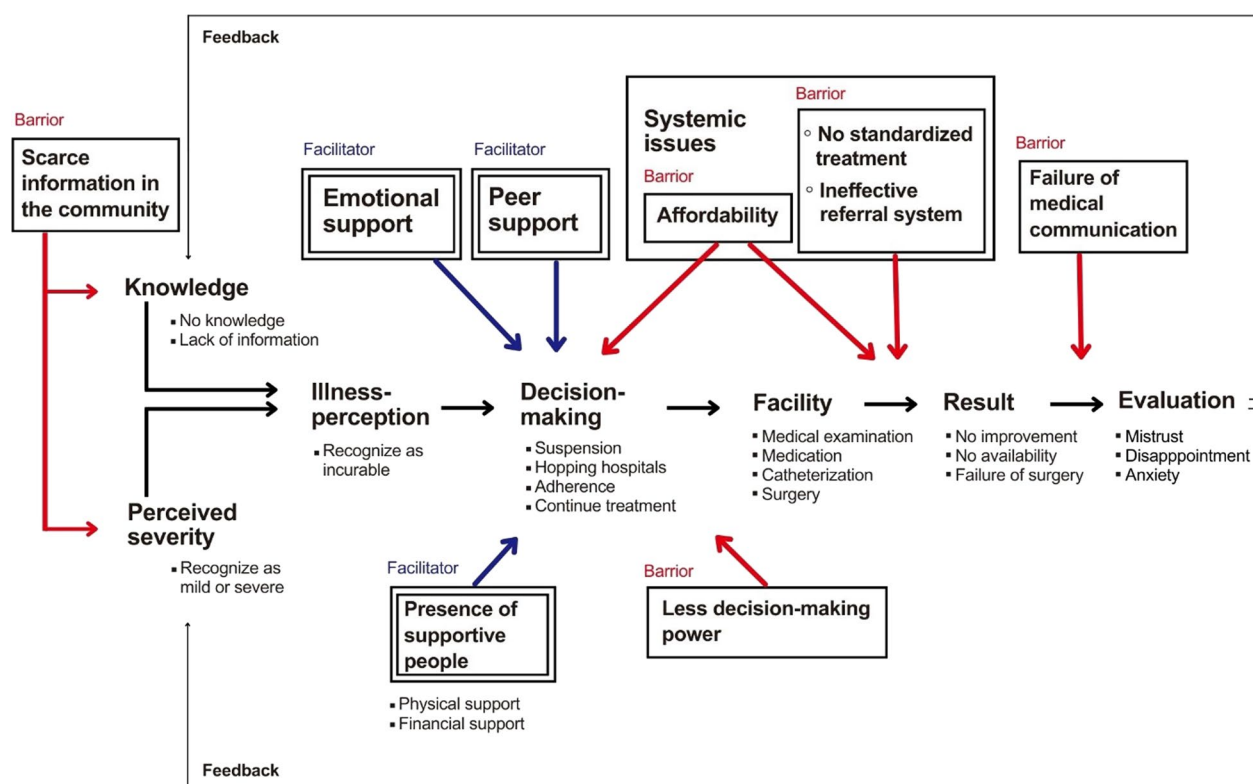 Feedback
Barrior
Scarce
information in
the community
Facilitator
Emotional
support
Facilitator
Peer
support
Systemic
issues
Barrior
Affordability
Barrior
No standardized
treatment
Ineffective
referral system
Barrior
Failure of
medical
communication
Knowledge
No knowledge
Lack of information
Illness-
perception
Recognize as
incurable
Decision-
making
Suspension
Hopping hospitals
Adherence
Continue treatment
Facility
Medical examination
Medication
Catheterization
Surgery
Result
No improvement
No availability
Failure of surgery
Evaluation
Mistrust
Disapppointment
Anxiety
Perceived
severity
Recognize as
mild or severe
Facilitator
Presence of
supportive
people
Physical support
Financial support
Barrior
Less decision-making
power
Feedback